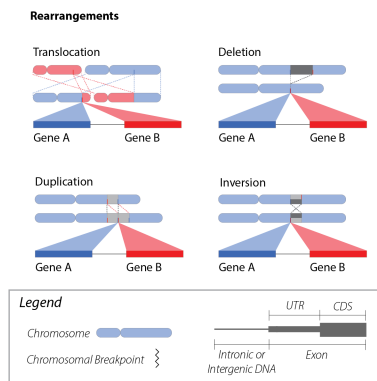 Rearrangements
Translocation
Deletion
Gene A
Gene B
Gene A
Gene B
Duplication
Inversion
Gene A
Gene B
Gene A
Gene B
Legend
UTR
CDS
Chromosome
Chromosomal Breakpoint
Intronic or
Intergenic DNA
Exon